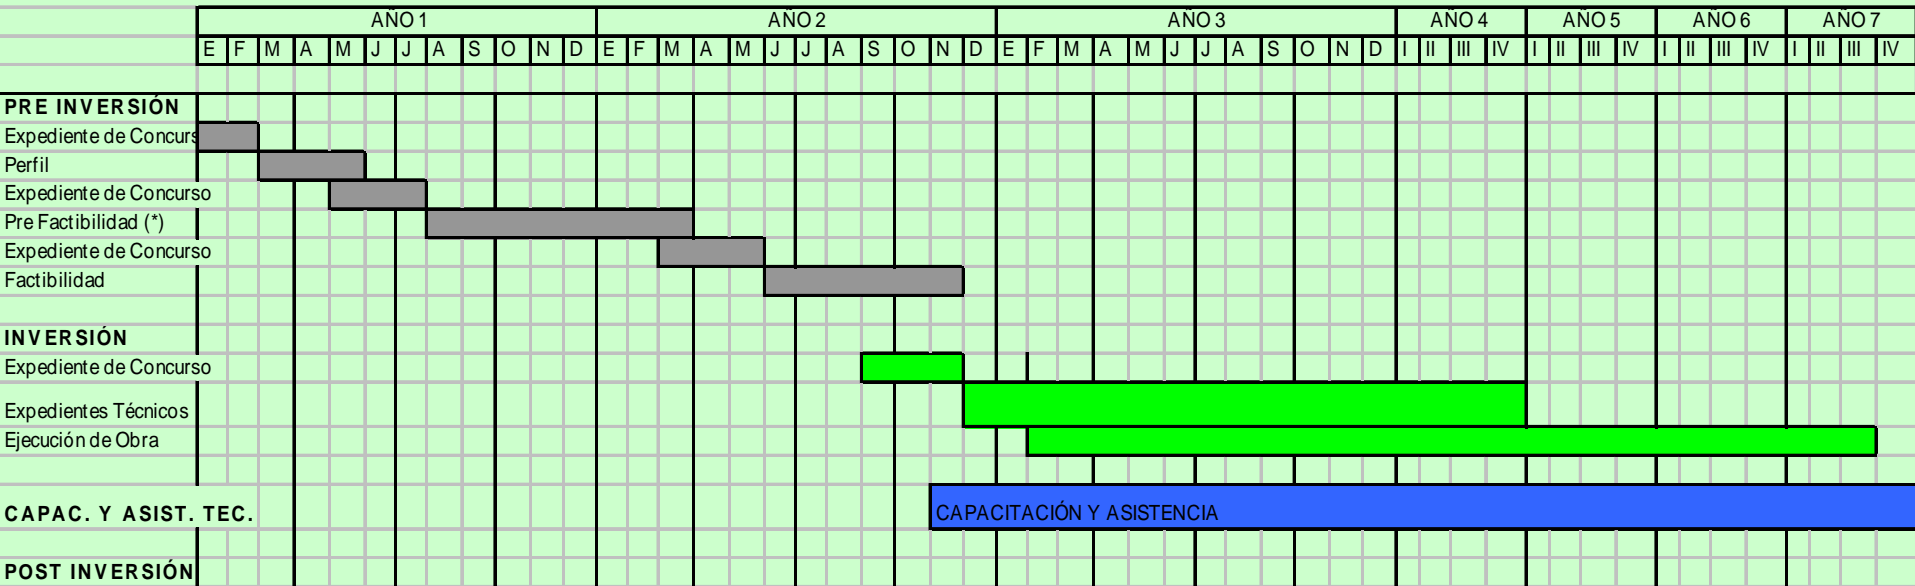 AÑO 1 AÑO 2 AÑO 3 AÑO 4 AÑO 5 AÑO 6 AÑO 7
E F M A M J J A S O N D E F M A M J J A S O N D E F M A M J J A S O N D I II III IV I II III IV I II III IV I II III IV
PRE INVERSIÓN
Expediente de Concurs
Perfil
Expediente de Concurso
Pre Factibilidad (*)
Expediente de Concurso
Factibilidad
INVERSIÓN
Expediente de Concurso
Expedientes Técnicos
Ejecución de Obra
CAPAC. Y ASIST. TEC. CAPACITACIÓN Y ASISTENCIA
POST INVERSIÓN